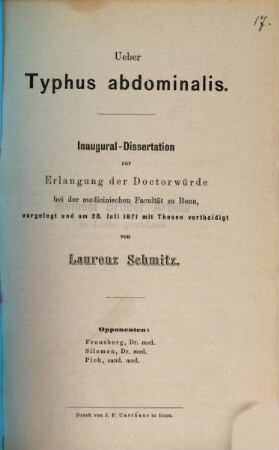 17.
Ueber
Typhus abdominalis.
Inaugural-Dissertation
zur
Erlangung der Doctorwürde
bei der medicinischen Facultät zu Bonn,
vorgelegt und am 28. Juli 1871 mit Thesen vertheidigt
von
Laurenz Schmitz.
Opponenten:
Freusberg, Dr. med.
Silomon, Dr. med.
Pick, cand. med.
Druck von J. F. Carthaus in Bonn.